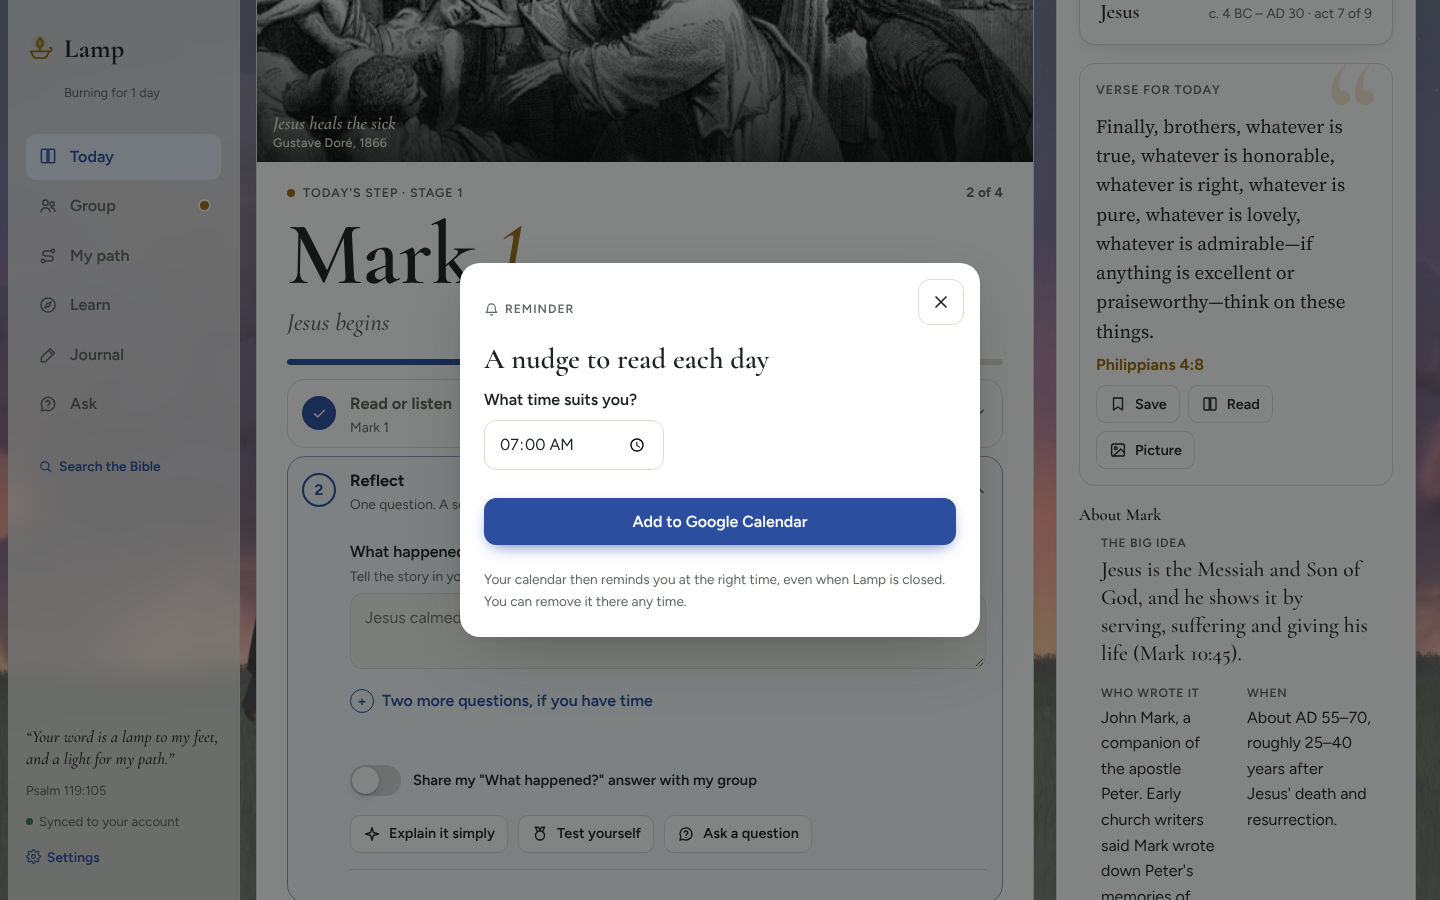 Lamp
Burning for 1 day
Today
Group
My path
Learn
Journal
Ask
Search the Bible
“Your word is a lamp to my feet,
and a light for my path.”
Psalm 119:105
Synced to your account
Settings
Jesus heals the sick
Gustave Doré, 1866
TODAY'S STEP · STAGE 1
2 of 4
Mark 1
Jesus begins
Read or listen
Mark 1
2
Reflect
One question. A
What happened
Tell the story in
Jesus calmed
Two more questions, if you have time
Share my "What happened?" answer with my group
Explain it simply
Test yourself
Ask a question
REMINDER
A nudge to read each day
What time suits you?
07:00 AM
Add to Google Calendar
Your calendar then reminds you at the right time, even when Lamp is closed.
You can remove it there any time.
Jesus
c. 4 BC – AD 30 · act 7 of 9
VERSE FOR TODAY
Finally, brothers, whatever is
true, whatever is honorable,
whatever is right, whatever is
pure, whatever is lovely,
whatever is admirable—if
anything is excellent or
praiseworthy—think on these
things.
Philippians 4:8
Save
Read
Picture
About Mark
THE BIG IDEA
Jesus is the Messiah and Son of
God, and he shows it by
serving, suffering and giving his
life (Mark 10:45).
WHO WROTE IT
John Mark, a
companion of
the apostle
Peter. Early
church writers
said Mark wrote
down Peter's
memories of
WHEN
About AD 55–70,
roughly 25–40
years after
Jesus' death and
resurrection.